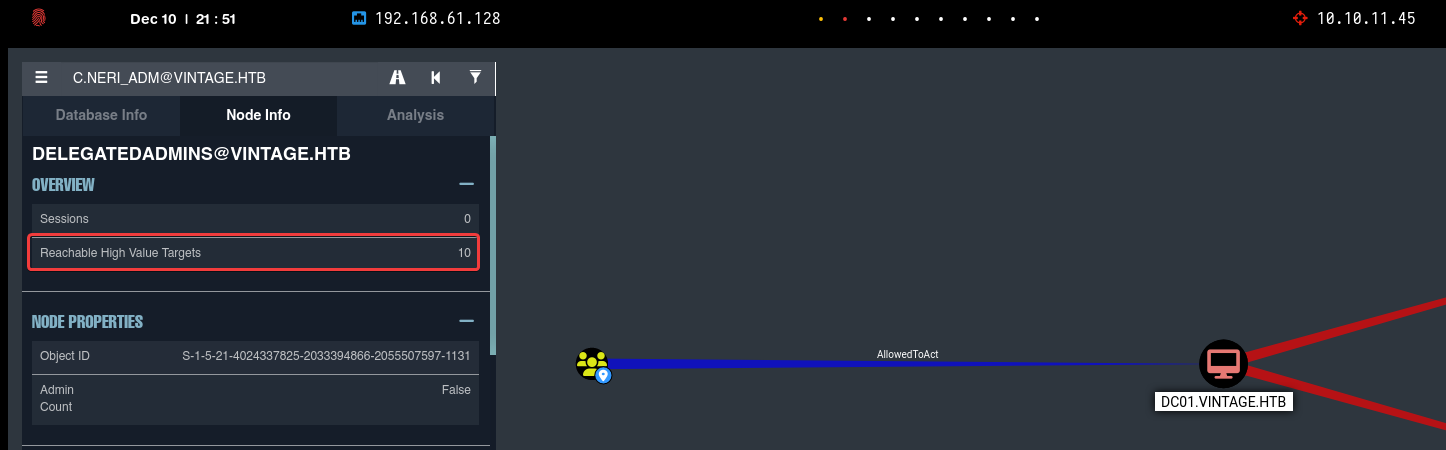 Dec 10 | 21 : 51
192.168.61.128
10.10.11.45
C.NERI_ADM@VINTAGE.HTB
Database Info
Node Info
Analysis
DELEGATEDADMINS@VINTAGE.HTB
OVERVIEW
Sessions 0
Reachable High Value Targets 10
NODE PROPERTIES
Object ID S-1-5-21-4024337825-2033394866-2055507597-1131
Admin Count False
AllowedToAct
DC01.VINTAGE.HTB